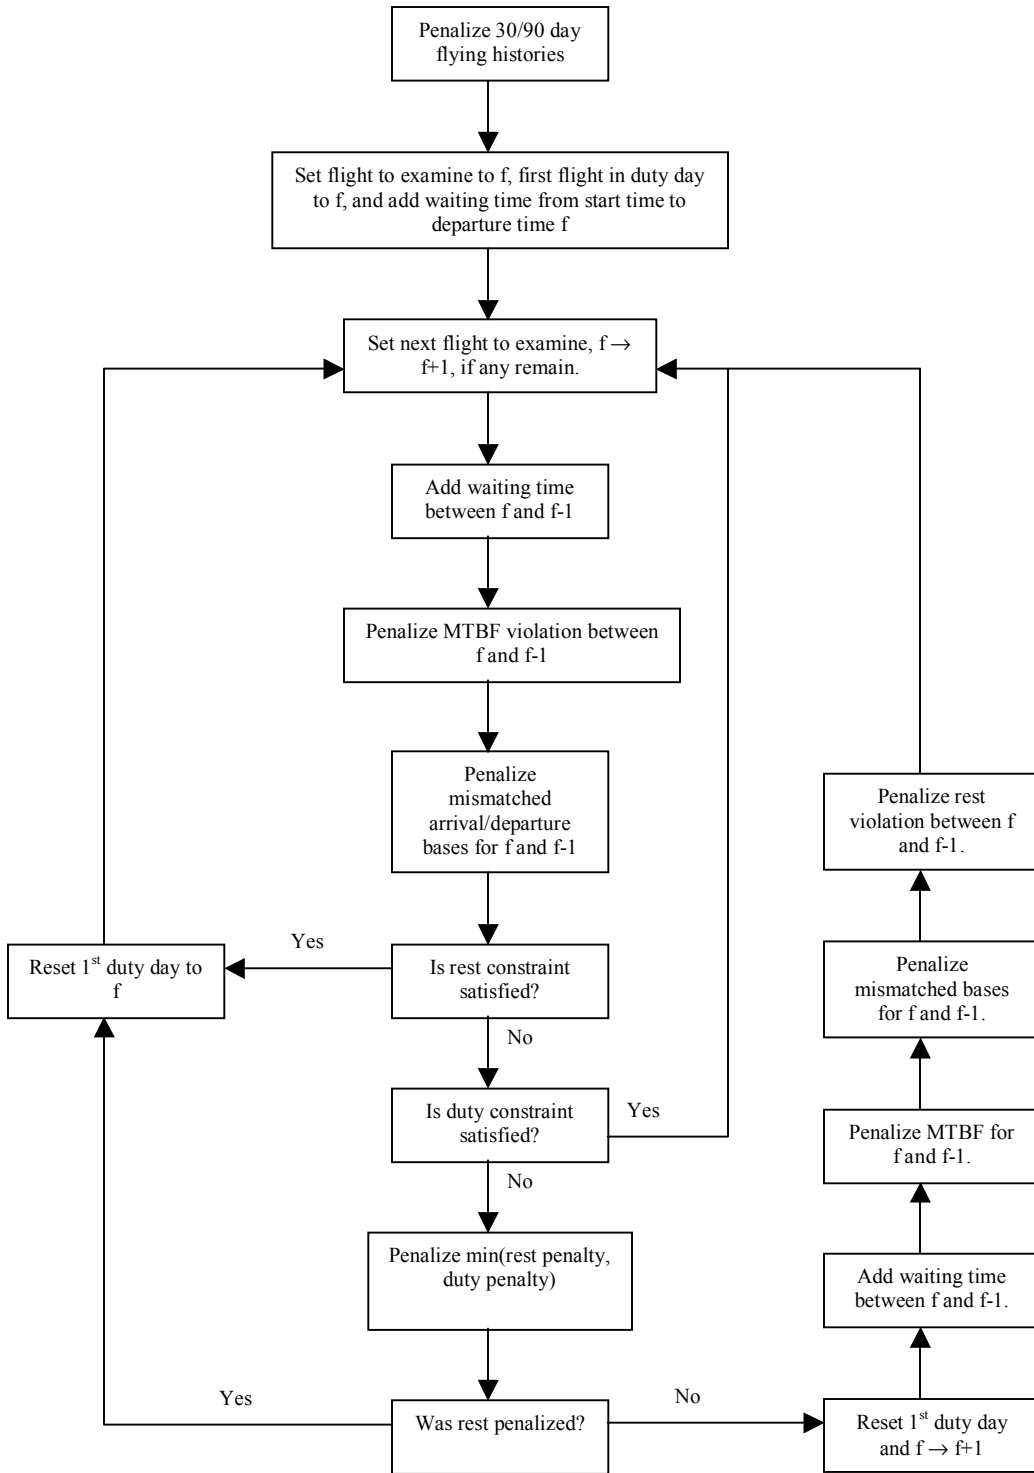 Penalize 30/90 day
flying histories
Set flight to examine to f, first flight in duty day
to f, and add waiting time from start time to
departure time f
Set next flight to examine, f →
f+1, if any remain.
Add waiting time
between f and f-1
Penalize MTBF violation between
f and f-1
Penalize
mismatched
arrival/departure
bases for f and f-1
Penalize rest
violation between f
and f-1.
Yes
Reset 1st duty day to
f
Is rest constraint
satisfied?
No
Penalize
mismatched bases
for f and f-1.
Is duty constraint
satisfied?
Yes
No
Penalize MTBF for
f and f-1.
Penalize min(rest penalty,
duty penalty)
Add waiting time
between f and f-1.
Yes
Was rest penalized?
No
Reset 1st duty day
and f → f+1